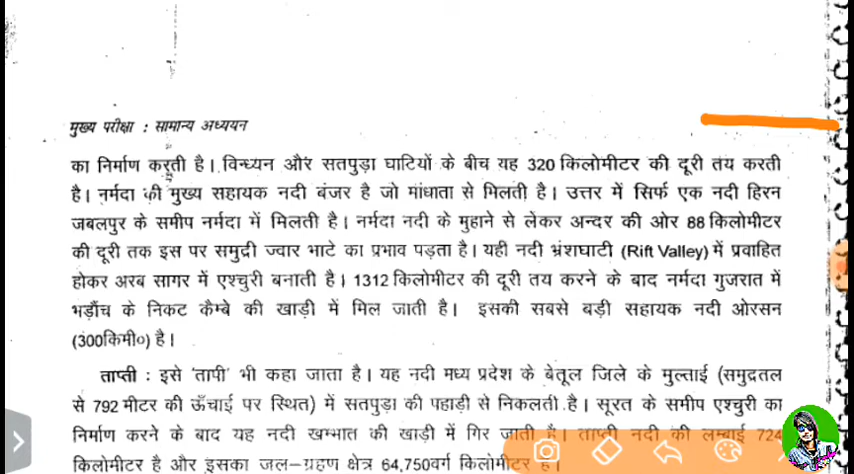 मुख्य परीक्षा : सामान्य अध्ययन
का निर्माण करती है। विन्ध्यन और सतपुड़ा घाटियों के बीच यह 320 किलोमीटर की दूरी तय करती
है। नर्मदा की मुख्य सहायक नदी बंजर है जो मांधाता से मिलती है। उत्तर में सिर्फ एक नदी हिरन
जबलपुर के समीप नर्मदा में मिलती है। नर्मदा नदी के मुहाने से लेकर अन्दर की ओर 88 किलोमीटर
की दूरी तक इस पर समुद्री ज्वार भाटे का प्रभाव पड़ता है। यही नदी भ्रंशघाटी (Rift Valley) में प्रवाहित
होकर अरब सागर में एश्चुरी बनाती है। 1312 किलोमीटर की दूरी तय करने के बाद नर्मदा गुजरात में
भड़ौंच के निकट कैम्बे की खाड़ी में मिल जाती है। इसकी सबसे बड़ी सहायक नदी ओरसन
(300किमी०) है।
ताप्ती : इसे 'तापी' भी कहा जाता है। यह नदी मध्य प्रदेश के बेतूल जिले के मुल्ताई (समुद्रतल
से 792 मीटर की ऊँचाई पर स्थित) में सतपुड़ा की पहाड़ी से निकलती है। सूरत के समीप एश्चुरी का
निर्माण करने के बाद यह नदी खम्भात की खाड़ी में गिर जाती है। ताप्ती नदी की लम्बाई 724
किलोमीटर है और इसका जल-ग्रहण क्षेत्र 64,750वर्ग किलोमीटर है।